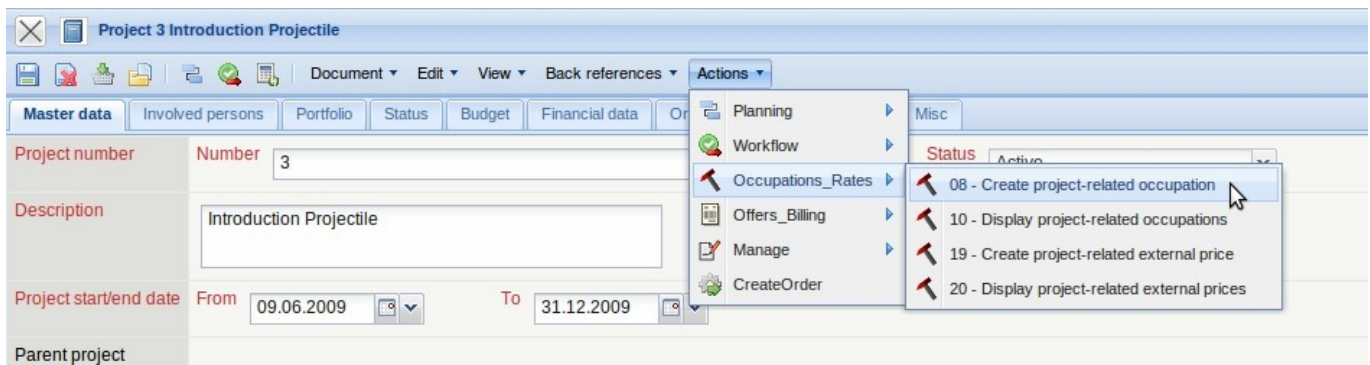 Project 3 Introduction Projectile
Document Edit View Back references Actions
Master data Involved persons Portfolio Status Budget Financial data Or Misc
Planning
Workflow
Occupations_Rates
Offers_Billing
Manage
CreateOrder
08 - Create project-related occupation
10 - Display project-related occupations
19 - Create project-related external price
20 - Display project-related external prices
Project number Number 3 Status Active
Description Introduction Projectile
Project start/end date From 09.06.2009 To 31.12.2009
Parent project